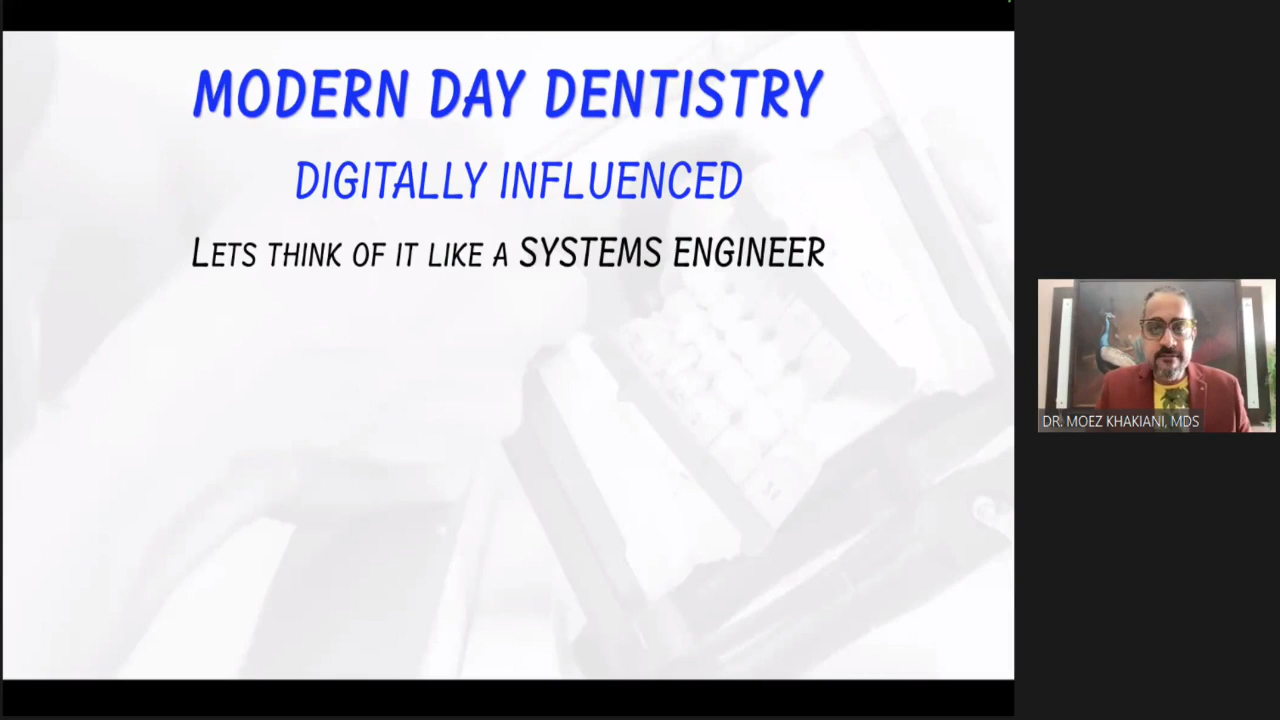 MODERN DAY DENTISTRY
DIGITALLY INFLUENCED
LETS THINK OF IT LIKE A SYSTEMS ENGINEER
DR. MOEZ KHAKIANI, MDS